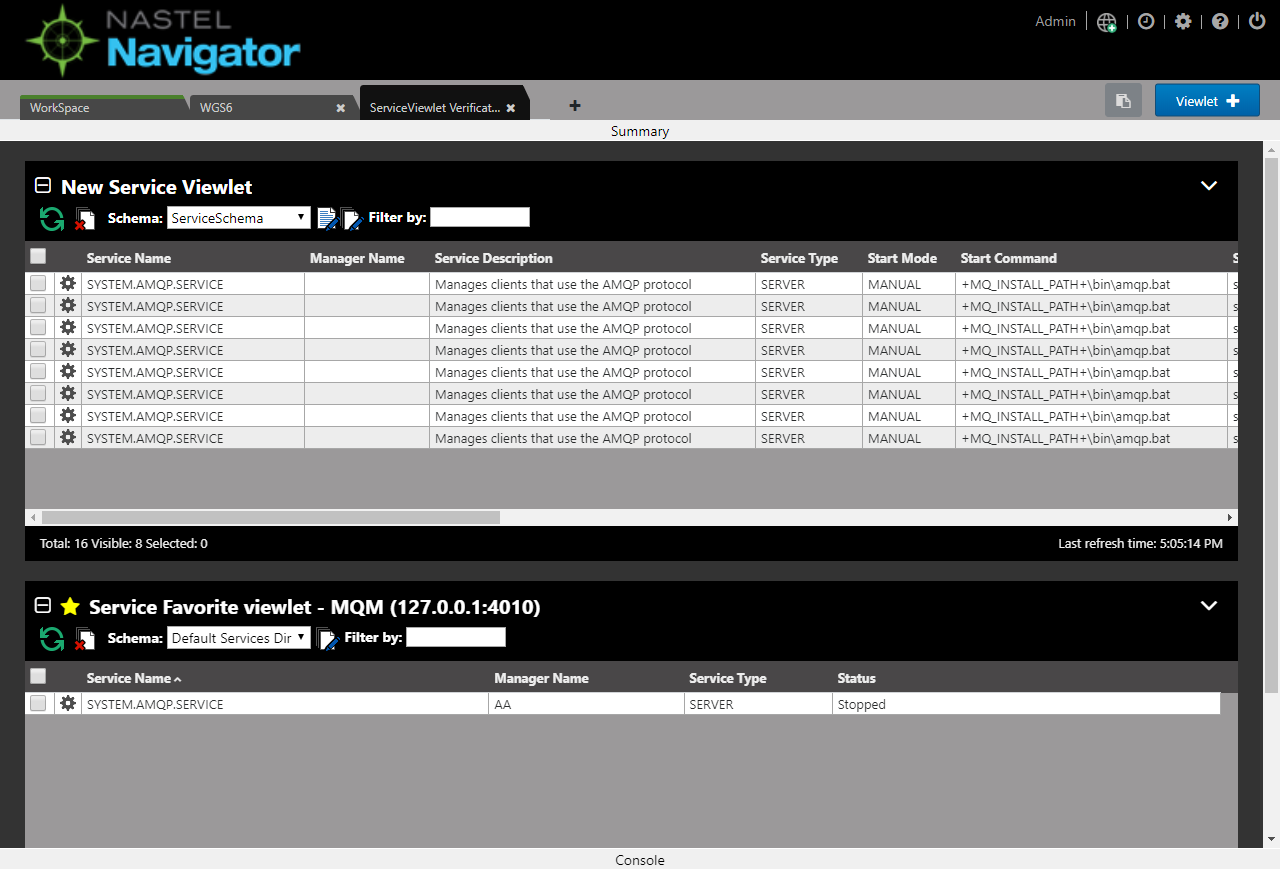 NASTEL
Navigator
Admin
WorkSpace
WGS6
ServiceViewlet Verificat...
Viewlet
Summary
New Service Viewlet
Schema: ServiceSchema Filter by:
Service Name Manager Name Service Description Service Type Start Mode Start Command
SYSTEM.AMQP.SERVICE Manages clients that use the AMQP protocol SERVER MANUAL +MQ_INSTALL_PATH+\bin\amqp.bat
SYSTEM.AMQP.SERVICE Manages clients that use the AMQP protocol SERVER MANUAL +MQ_INSTALL_PATH+\bin\amqp.bat
SYSTEM.AMQP.SERVICE Manages clients that use the AMQP protocol SERVER MANUAL +MQ_INSTALL_PATH+\bin\amqp.bat
SYSTEM.AMQP.SERVICE Manages clients that use the AMQP protocol SERVER MANUAL +MQ_INSTALL_PATH+\bin\amqp.bat
SYSTEM.AMQP.SERVICE Manages clients that use the AMQP protocol SERVER MANUAL +MQ_INSTALL_PATH+\bin\amqp.bat
SYSTEM.AMQP.SERVICE Manages clients that use the AMQP protocol SERVER MANUAL +MQ_INSTALL_PATH+\bin\amqp.bat
SYSTEM.AMQP.SERVICE Manages clients that use the AMQP protocol SERVER MANUAL +MQ_INSTALL_PATH+\bin\amqp.bat
SYSTEM.AMQP.SERVICE Manages clients that use the AMQP protocol SERVER MANUAL +MQ_INSTALL_PATH+\bin\amqp.bat
Total: 16 Visible: 8 Selected: 0 Last refresh time: 5:05:14 PM
Service Favorite viewlet - MQM (127.0.0.1:4010)
Schema: Default Services Dir Filter by:
Service Name Manager Name Service Type Status
SYSTEM.AMQP.SERVICE AA SERVER Stopped
Console